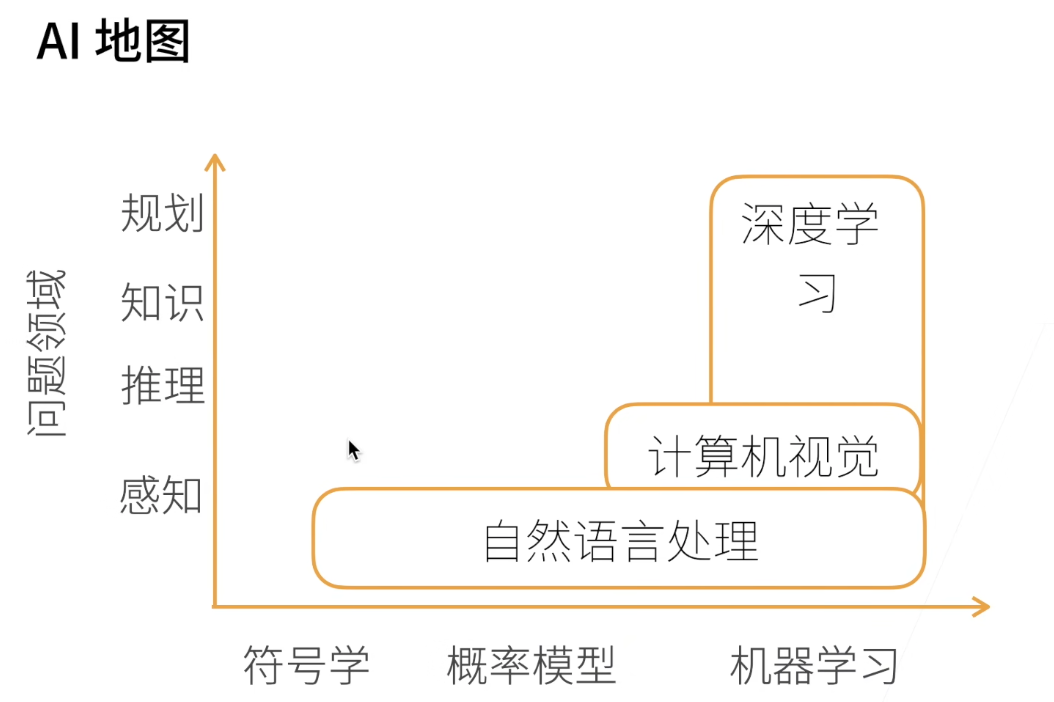 AI 地图
问题领域
规划
知识
推理
感知
深度学
习
计算机视觉
自然语言处理
符号学
概率模型
机器学习